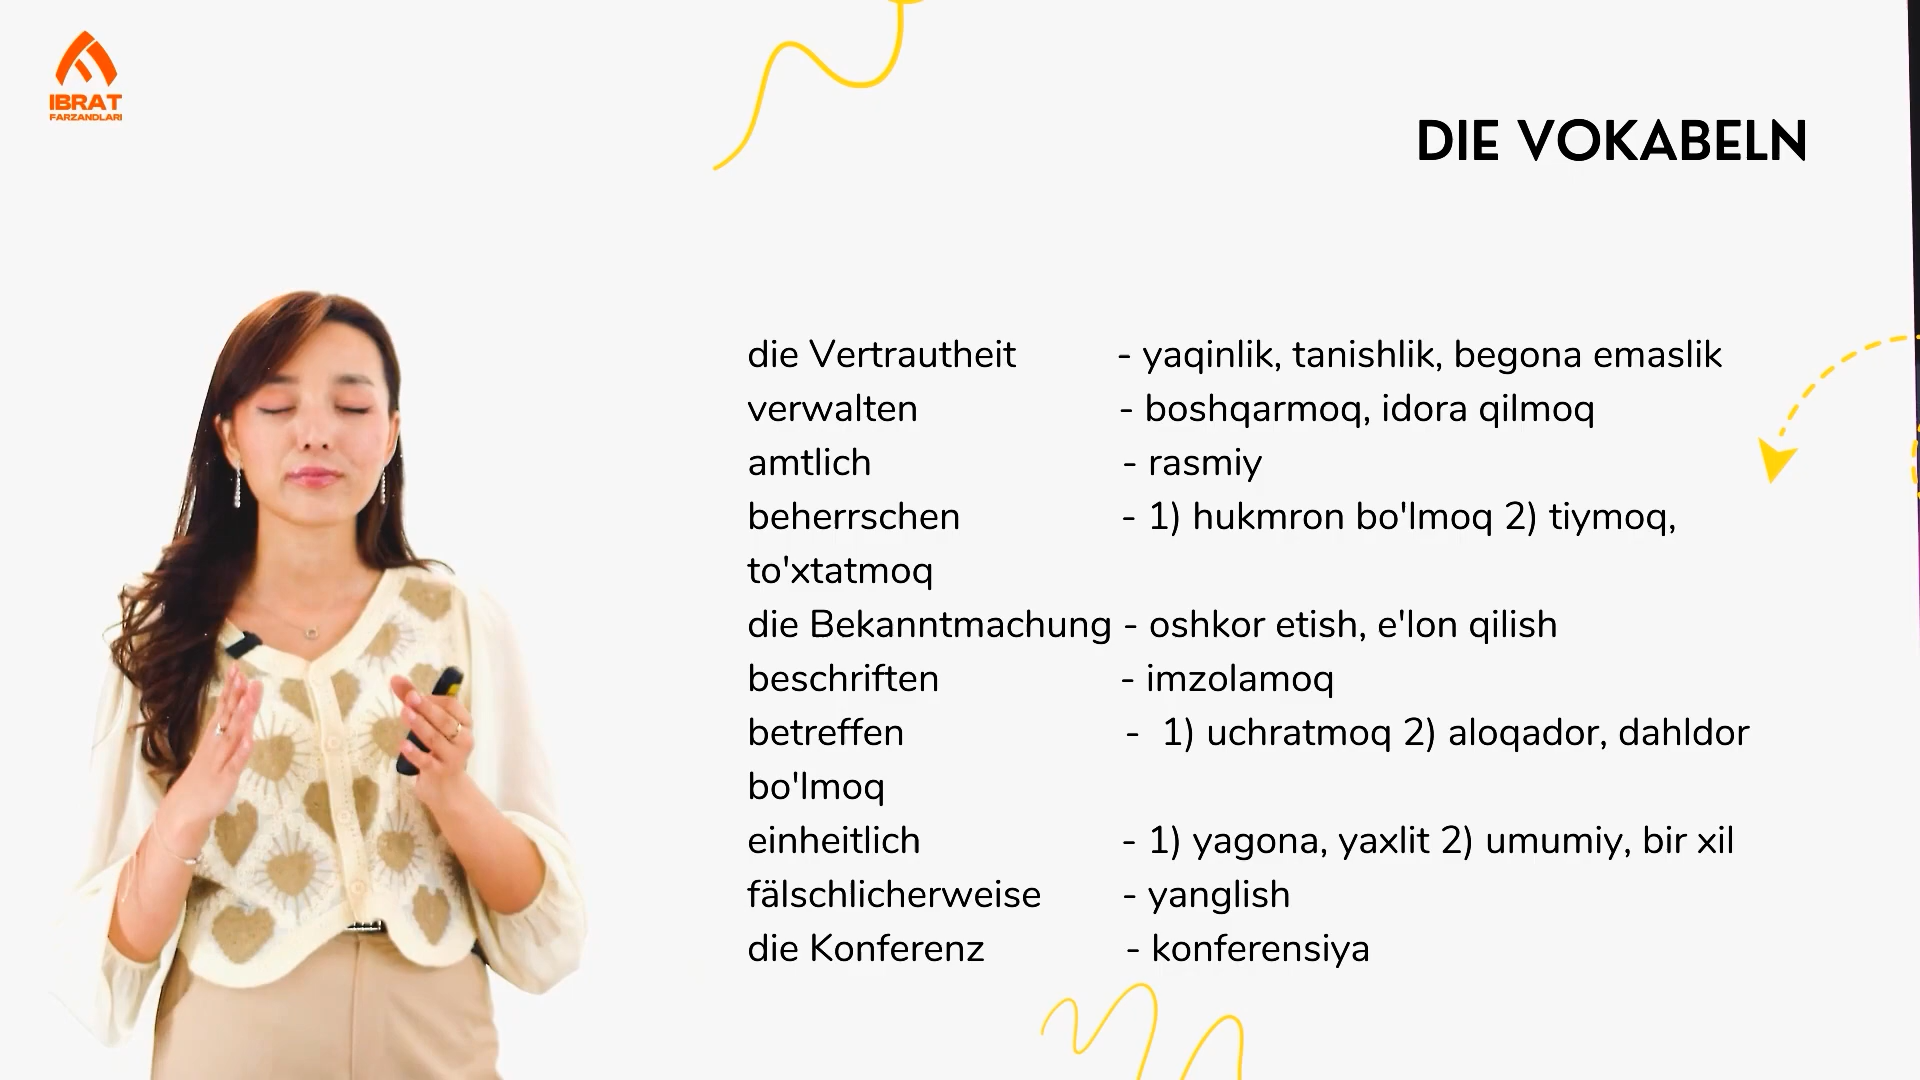 IBRAT
FARZANDLARI
DIE VOKABELN
die Vertrautheit - yaqinlik, tanishlik, begona emaslik
verwalten - boshqarmoq, idora qilmoq
amtlich - rasmiy
beherrschen - 1) hukmron bo'lmoq 2) tiymoq,
to'xtatmoq
die Bekanntmachung - oshkor etish, e'lon qilish
beschriften - imzolamoq
betreffen - 1) uchratmoq 2) aloqador, dahldor
bo'lmoq
einheitlich - 1) yagona, yaxlit 2) umumiy, bir xil
fälschlicherweise - yanglish
die Konferenz - konferensiya